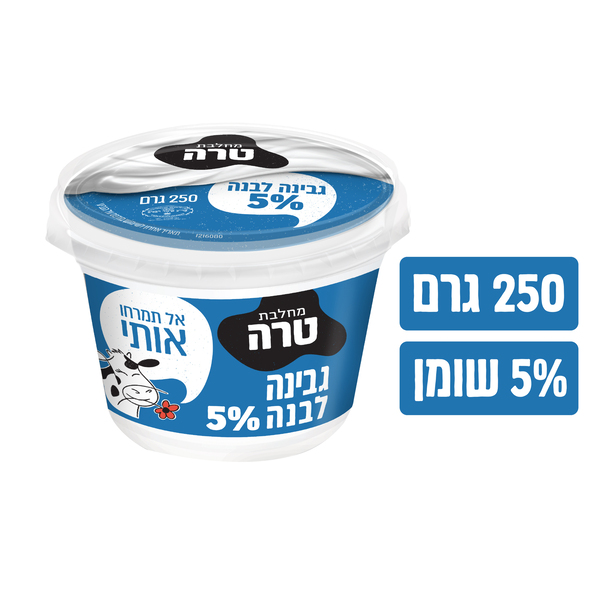 מחלבת
טרה
גבינה לבנה
5%
250 גרם
1216000
מחלבת
טרה
אל תמרחו
אותי
גבינה
לבנה 5%
250 גרם
5% שומן